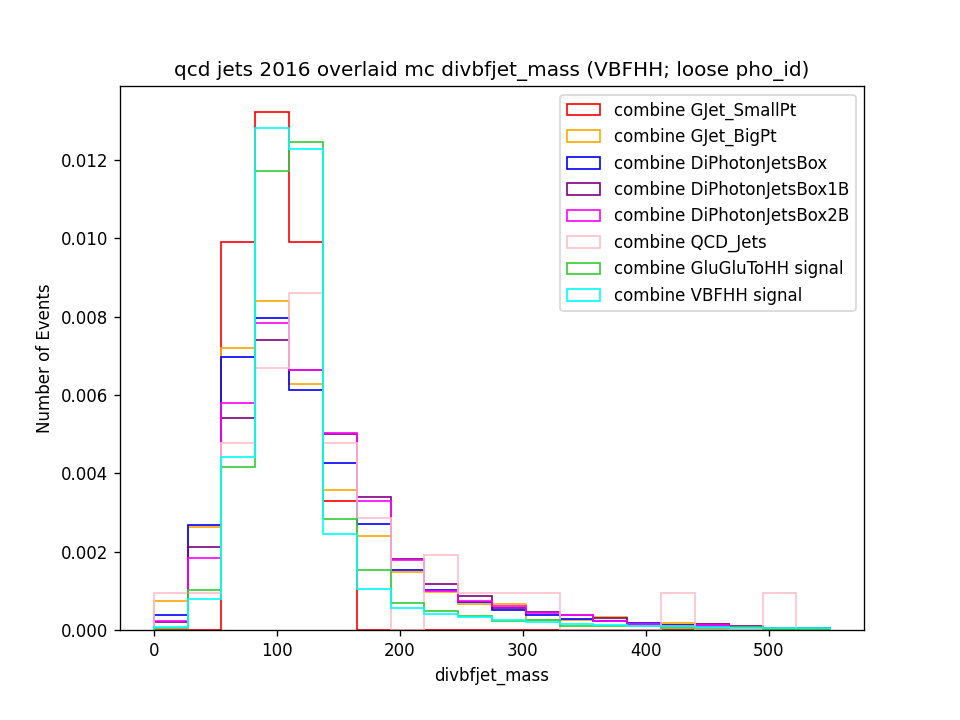 qcd jets 2016 overlaid mc divbfjet_mass (VBFHH; loose pho_id)
combine GJet_SmallPt
combine GJet_BigPt
combine DiPhotonJetsBox
combine DiPhotonJetsBox1B
combine DiPhotonJetsBox2B
combine QCD_Jets
combine GluGluToHH signal
combine VBFHH signal
Number of Events
0.012
0.010
0.008
0.006
0.004
0.002
0.000
0 100 200 300 400 500
divbfjet_mass